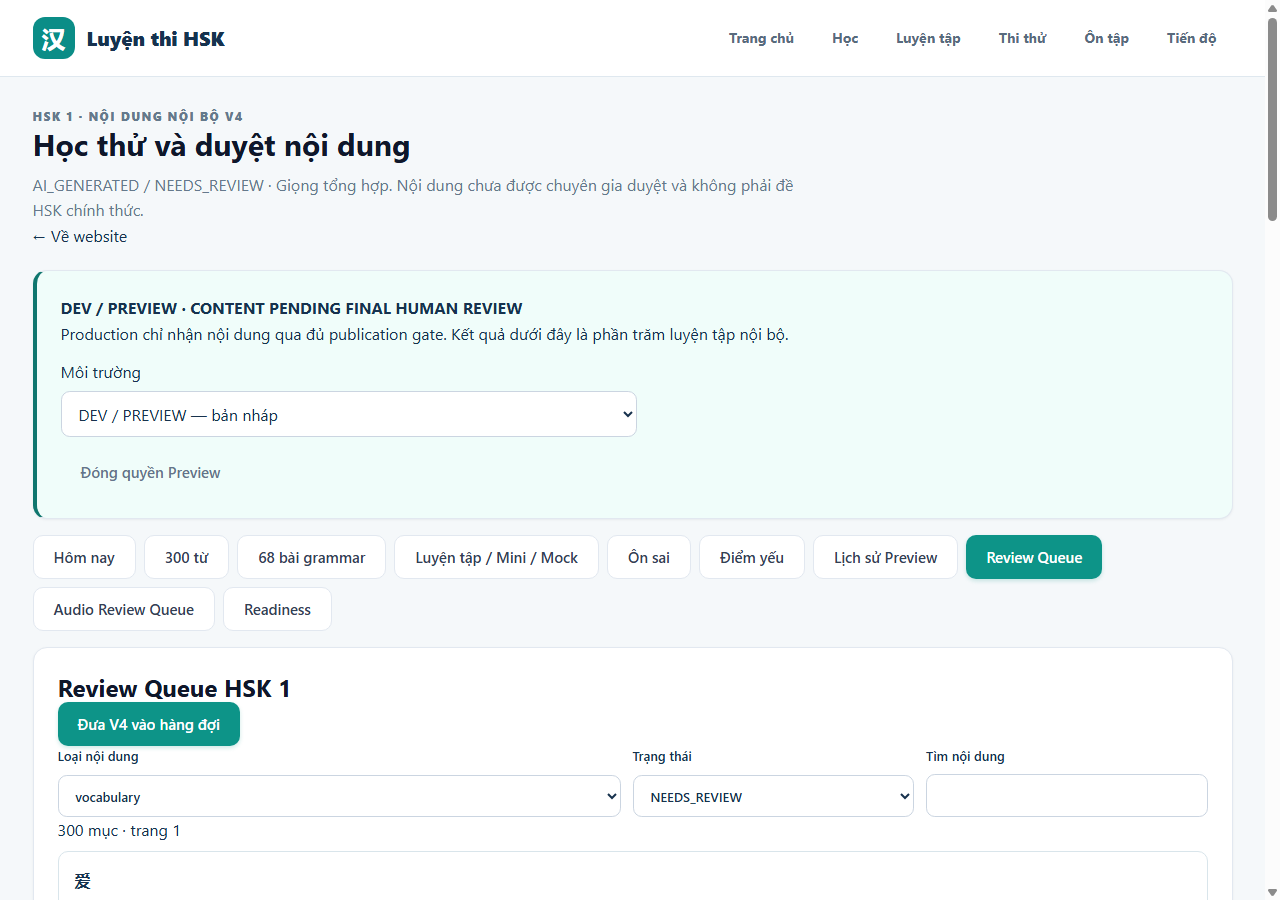 汉 Luyện thi HSK Trang chủ Học Luyện tập Thi thử Ôn tập Tiến độ
HSK 1 · NỘI DUNG NỘI BỘ V4
Học thử và duyệt nội dung
AI_GENERATED / NEEDS_REVIEW · Giọng tổng hợp. Nội dung chưa được chuyên gia duyệt và không phải đề
HSK chính thức.
← Về website
DEV / PREVIEW · CONTENT PENDING FINAL HUMAN REVIEW
Production chỉ nhận nội dung qua đủ publication gate. Kết quả dưới đây là phần trăm luyện tập nội bộ.
Môi trường
DEV / PREVIEW — bản nháp
Đóng quyền Preview
Hôm nay 300 từ 68 bài grammar Luyện tập / Mini / Mock Ôn sai Điểm yếu Lịch sử Preview Review Queue
Audio Review Queue Readiness
Review Queue HSK 1
Đưa V4 vào hàng đợi
Loại nội dung Trạng thái Tìm nội dung
vocabulary NEEDS_REVIEW
300 mục · trang 1
爱